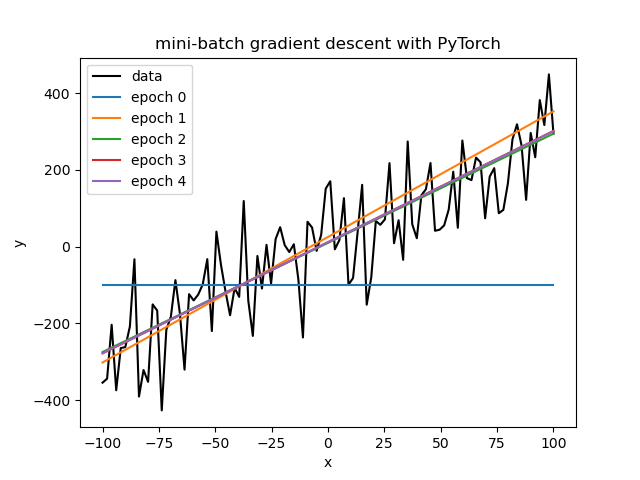 mini-batch gradient descent with PyTorch
data
epoch 0
epoch 1
epoch 2
epoch 3
epoch 4
400
200
0
−200
−400
y
−100 −75 −50 −25 0 25 50 75 100
x